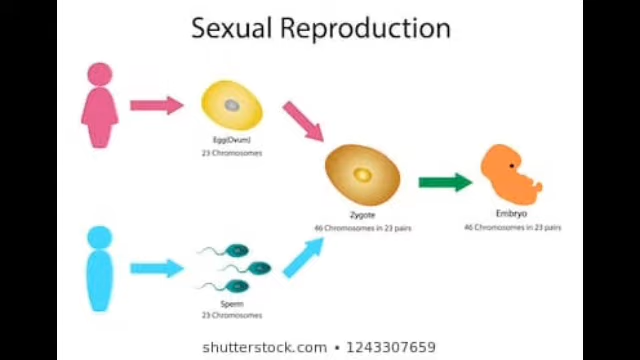 Sexual Reproduction
Egg(Ovum)
23 Chromosomes
Zygote
46 Chromosomes in 23 pairs
Embryo
46 Chromosomes in 23 pairs
Sperm
23 Chromosomes
shutterstock.com • 1243307659